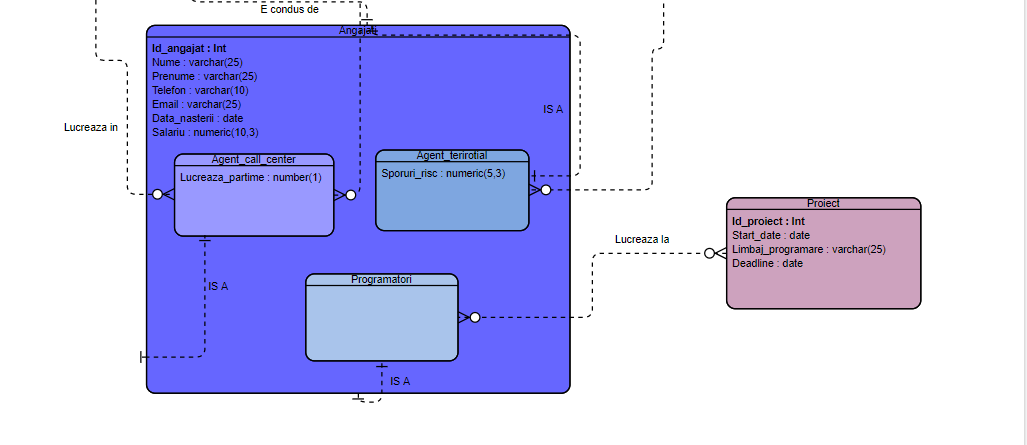 E condus de
Angajati
Id_angajat : Int
Nume : varchar(25)
Prenume : varchar(25)
Telefon : varchar(10)
Email : varchar(25)
Data_nasterii : date
Salariu : numeric(10,3)
IS A
Lucreaza in
Agent_call_center
Lucreaza_partime : number(1)
Agent_terirotial
Sporuri_risc : numeric(5,3)
Proiect
Id_proiect : Int
Start_date : date
Limbaj_programare : varchar(25)
Deadline : date
Lucreaza la
IS A
Programatori
IS A